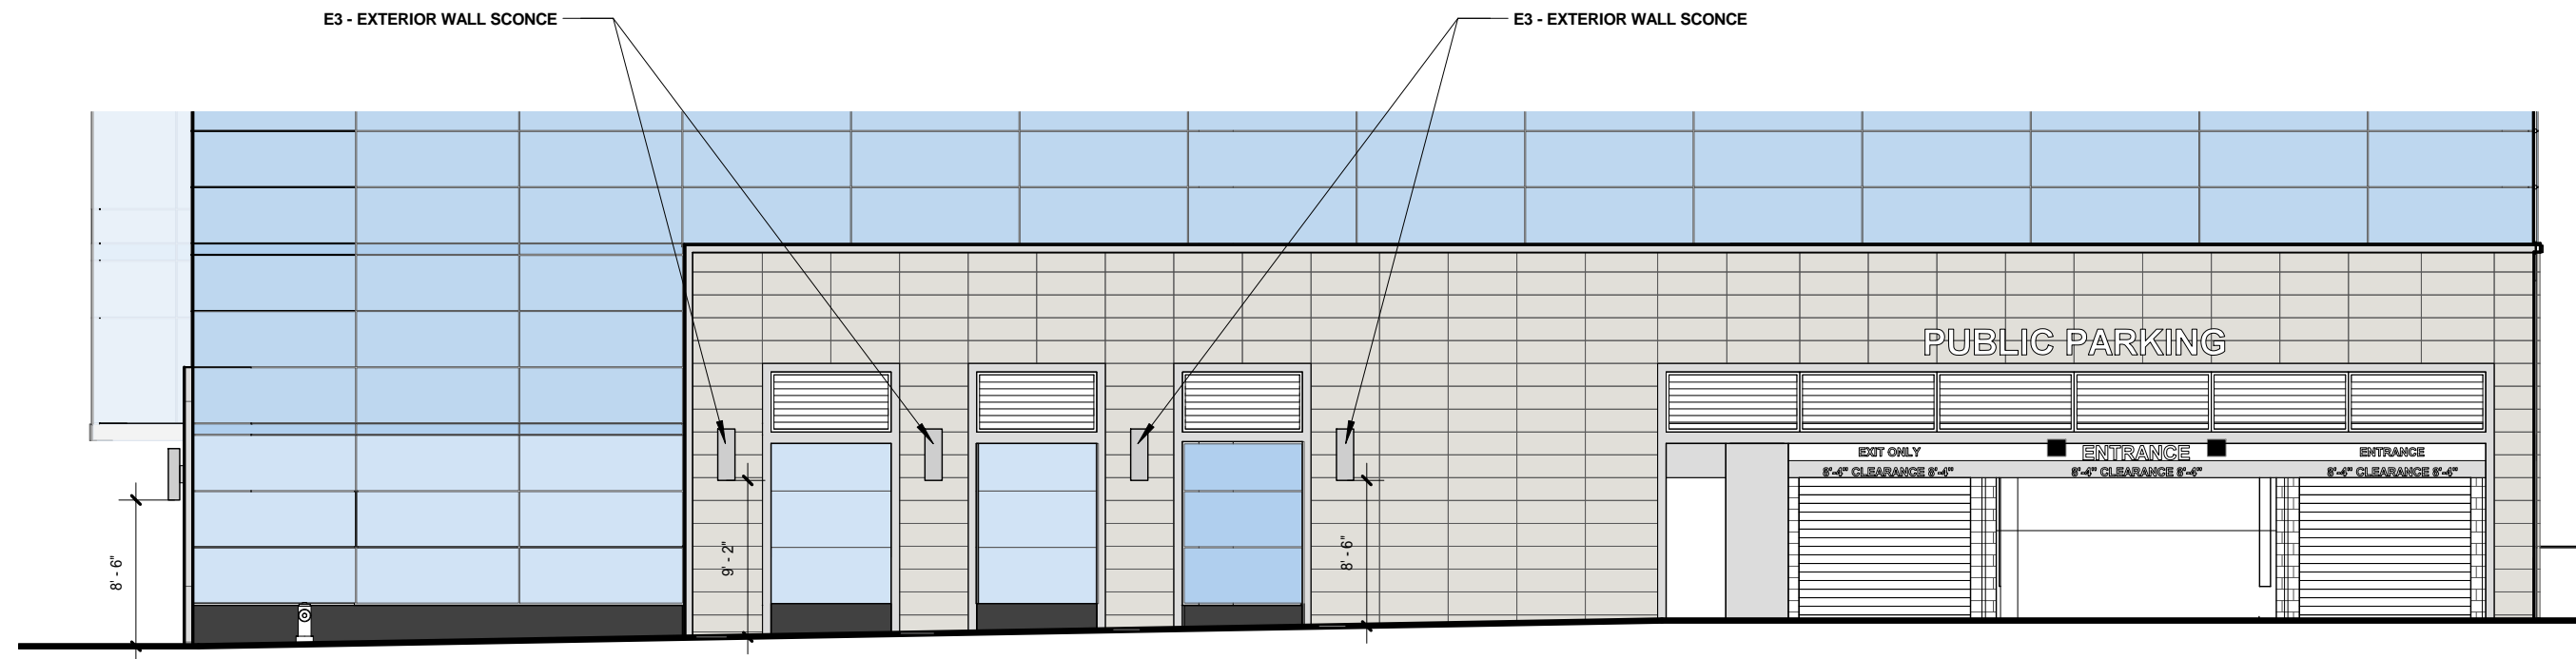 E3 - EXTERIOR WALL SCONCE
E3 - EXTERIOR WALL SCONCE
PUBLIC PARKING
EXIT ONLY
ENTRANCE
ENTRANCE
8'-4" CLEARANCE 8'-4"
8'-4" CLEARANCE 8'-4"
8'-4" CLEARANCE 8'-4"
8' - 6"
9' - 2"
8' - 6"